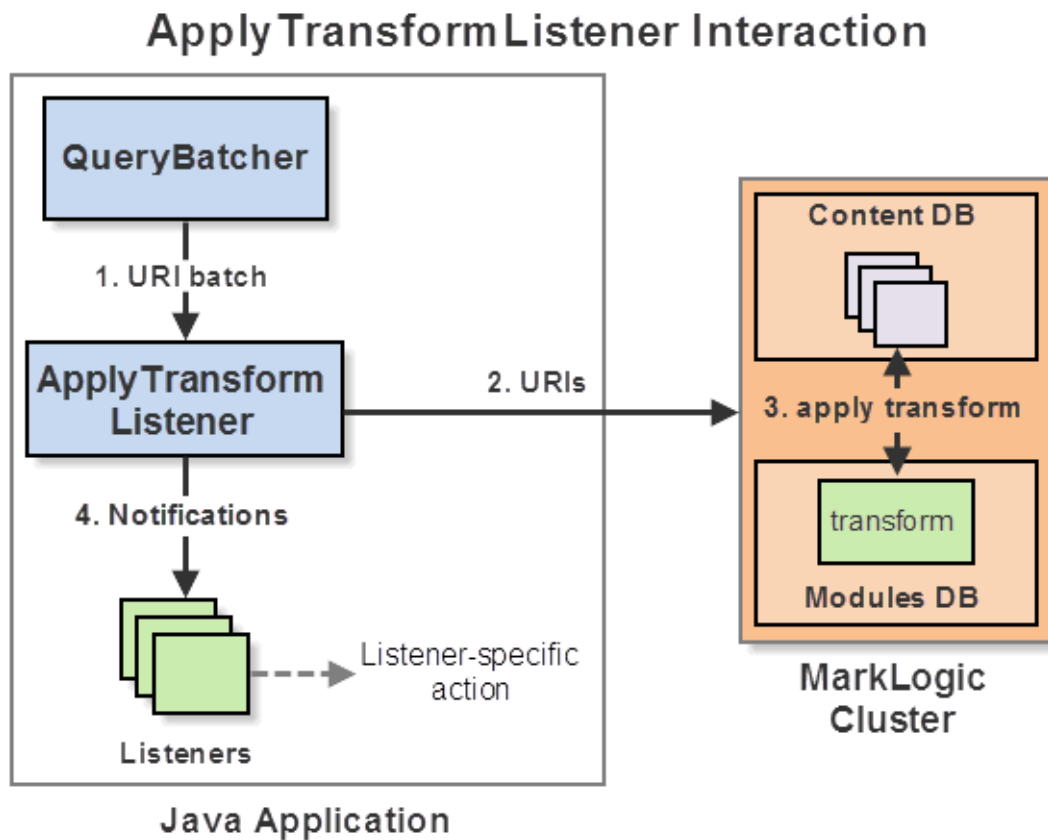 ApplyTransformListener Interaction
QueryBatcher
1. URI batch
ApplyTransform
Listener
2. URIs
4. Notifications
Listeners
Listener-specific
action
Java Application
Content DB
3. apply transform
transform
Modules DB
MarkLogic
Cluster